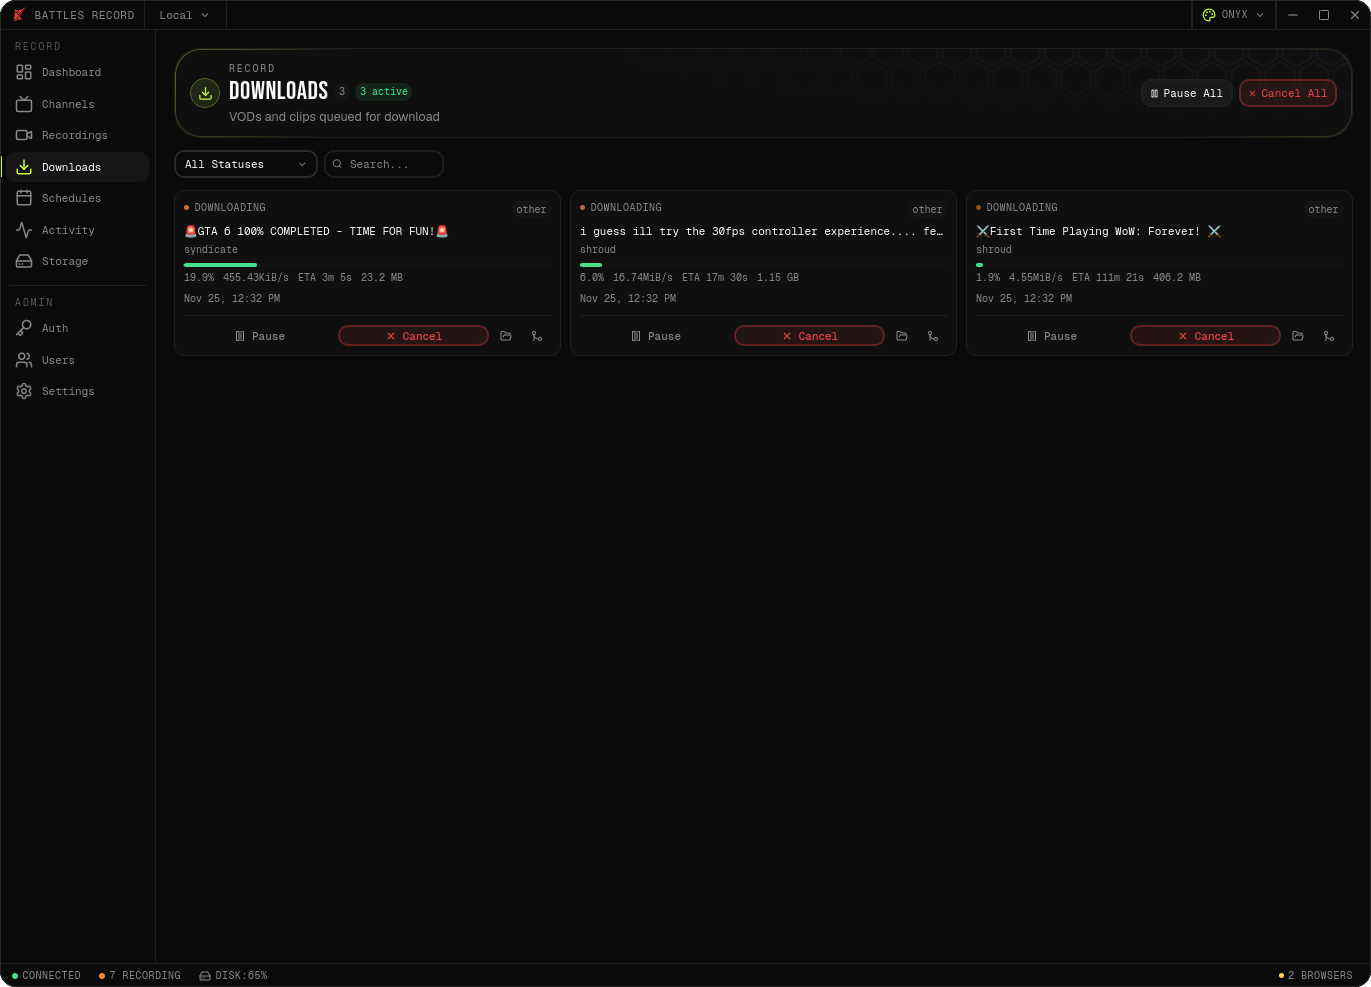 BATTLES RECORD
Local
ONYX
RECORD
Dashboard
Channels
Recordings
Downloads
Schedules
Activity
Storage
ADMIN
Auth
Users
Settings
RECORD
DOWNLOADS 3 3 active
VODs and clips queued for download
Pause All
Cancel All
All Statuses
Search...
DOWNLOADING other
🚨GTA 6 100% COMPLETED - TIME FOR FUN!🚨
syndicate
19.9% 455.43KiB/s ETA 3m 5s 23.2 MB
Nov 25, 12:32 PM
Pause Cancel
DOWNLOADING other
i guess ill try the 30fps controller experience.... fe…
shroud
6.0% 16.74MiB/s ETA 17m 30s 1.15 GB
Nov 25, 12:32 PM
Pause Cancel
DOWNLOADING other
⚔️First Time Playing WoW: Forever! ⚔️
shroud
1.9% 4.55MiB/s ETA 111m 21s 406.2 MB
Nov 25, 12:32 PM
Pause Cancel
CONNECTED
7 RECORDING
DISK:65%
2 BROWSERS